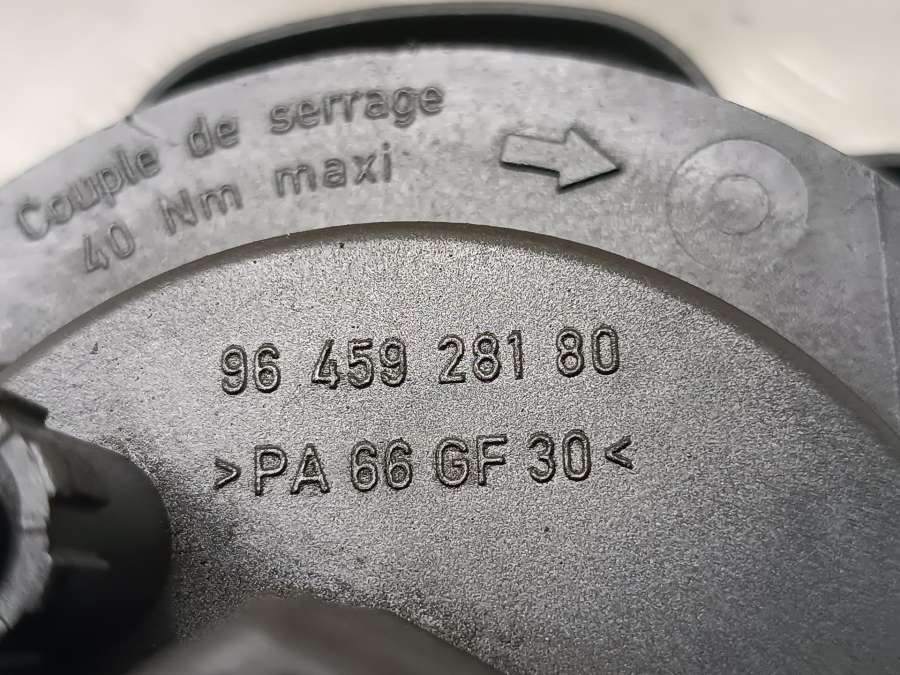 Couple de serrage
40 Nm maxi
96 459 281 80
>PA 66 GF 30<